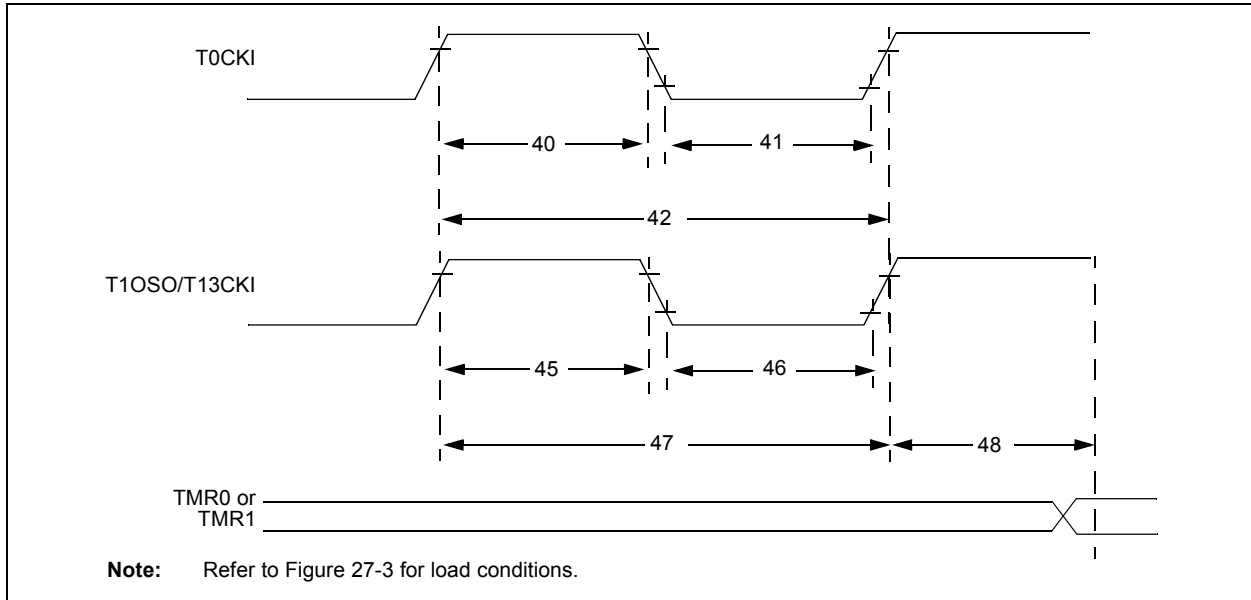 T0CKI
40
41
42
T1OSO/T13CKI
45
46
47
48
TMR0 or
TMR1
Note: Refer to Figure 27-3 for load conditions.